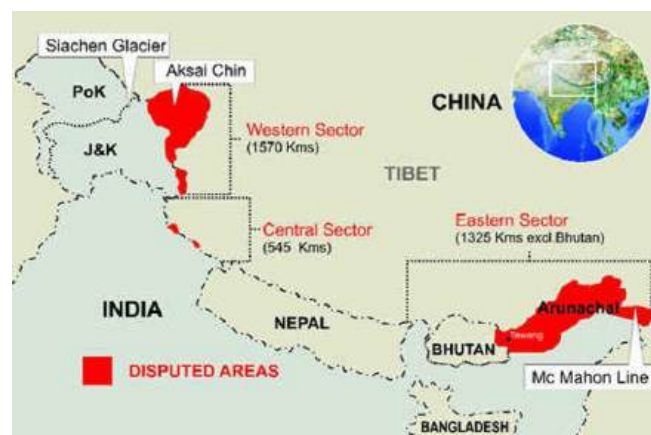 Siachen Glacier
Aksai Chin
PoK
CHINA
J&K
Western Sector
(1570 Kms)
TIBET
Central Sector
(545 Kms)
Eastern Sector
(1325 Kms excl.Bhutan)
INDIA
NEPAL
Arunachal
Tawang
BHUTAN
DISPUTED AREAS
Mc Mahon Line
BANGLADESH